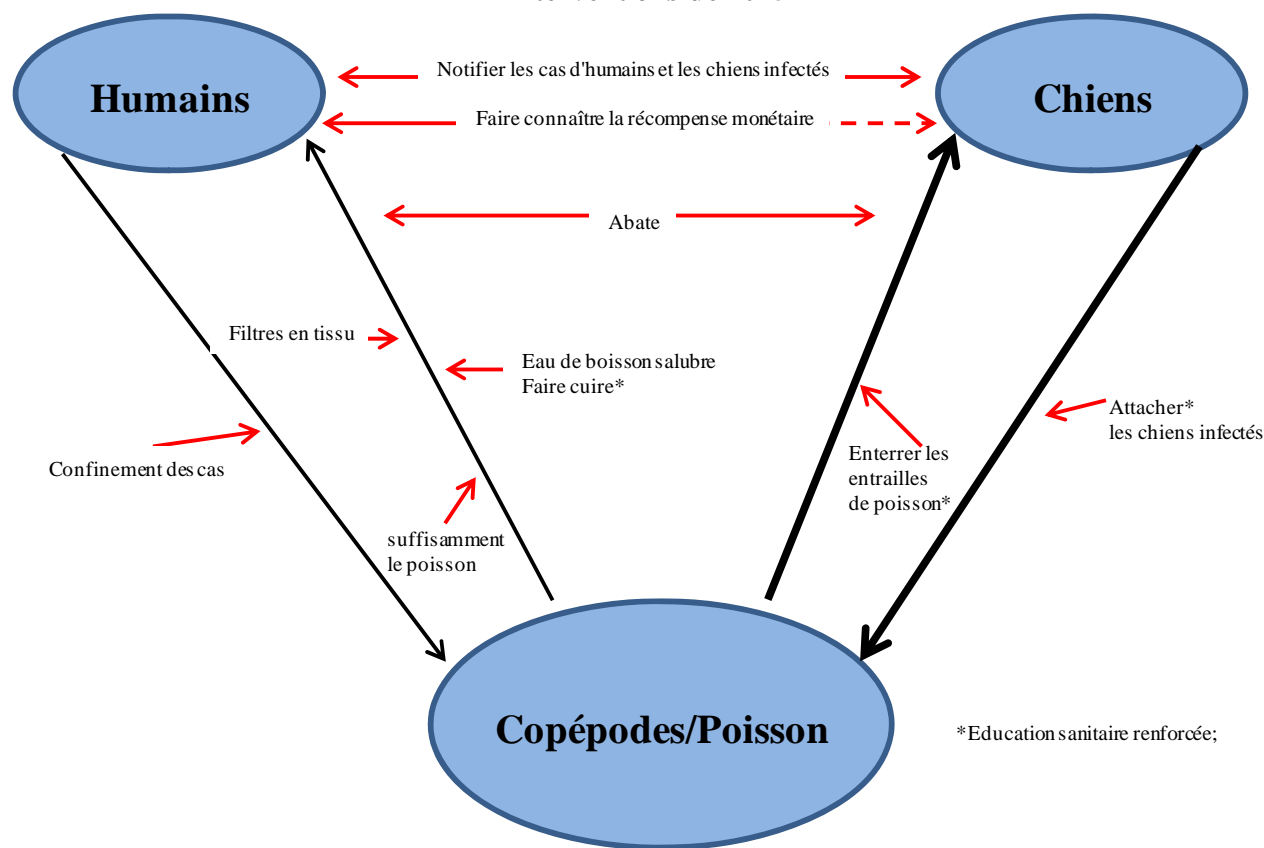 Humains
Chiens
Notifier les cas d'humains et les chiens infectés
Faire connaître la récompense monétaire
Abate
Filtres en tissu
Eau de boisson salubre
Faire cuire*
Attacher*
les chiens infectés
Confinement des cas
Enterrer les
entrailles
de poisson*
suffisamment
le poisson
Copépodes/Poisson
*Education sanitaire renforcée;